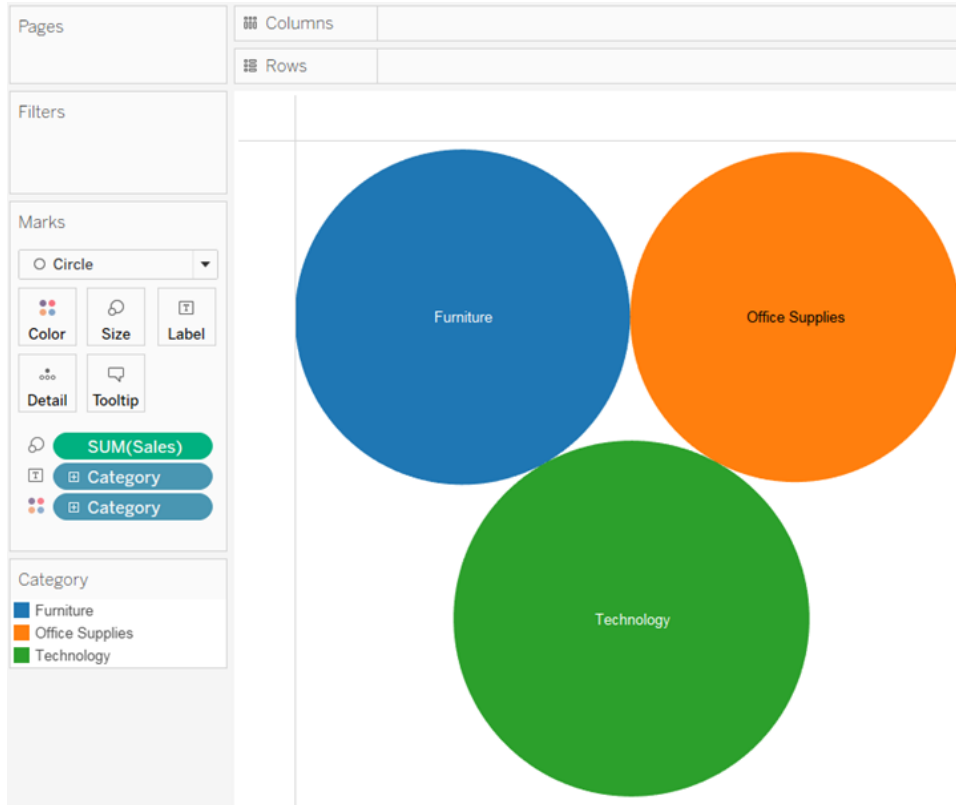 Pages
Columns
Rows
Filters
Marks
Circle
Color Size Label
Detail Tooltip
SUM(Sales)
Category
Category
Category
Furniture
Office Supplies
Technology
Furniture
Office Supplies
Technology